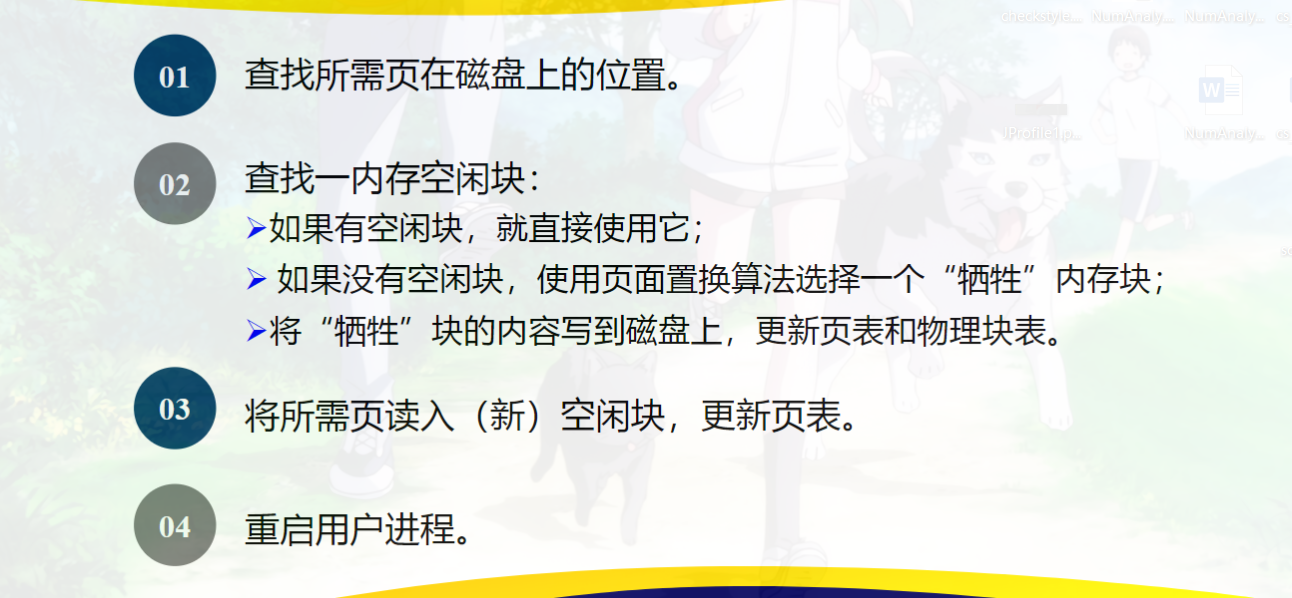 checkstyle... NumAnaly... NumAnaly...
01 查找所需页在磁盘上的位置。
W
JProfiler.p... NumAnaly...
02 查找一内存空闲块：
如果有空闲块，就直接使用它；
如果没有空闲块，使用页面置换算法选择一个“牺牲”内存块；
将“牺牲”块的内容写到磁盘上，更新页表和物理块表。
03 将所需页读入（新）空闲块，更新页表。
04 重启用户进程。